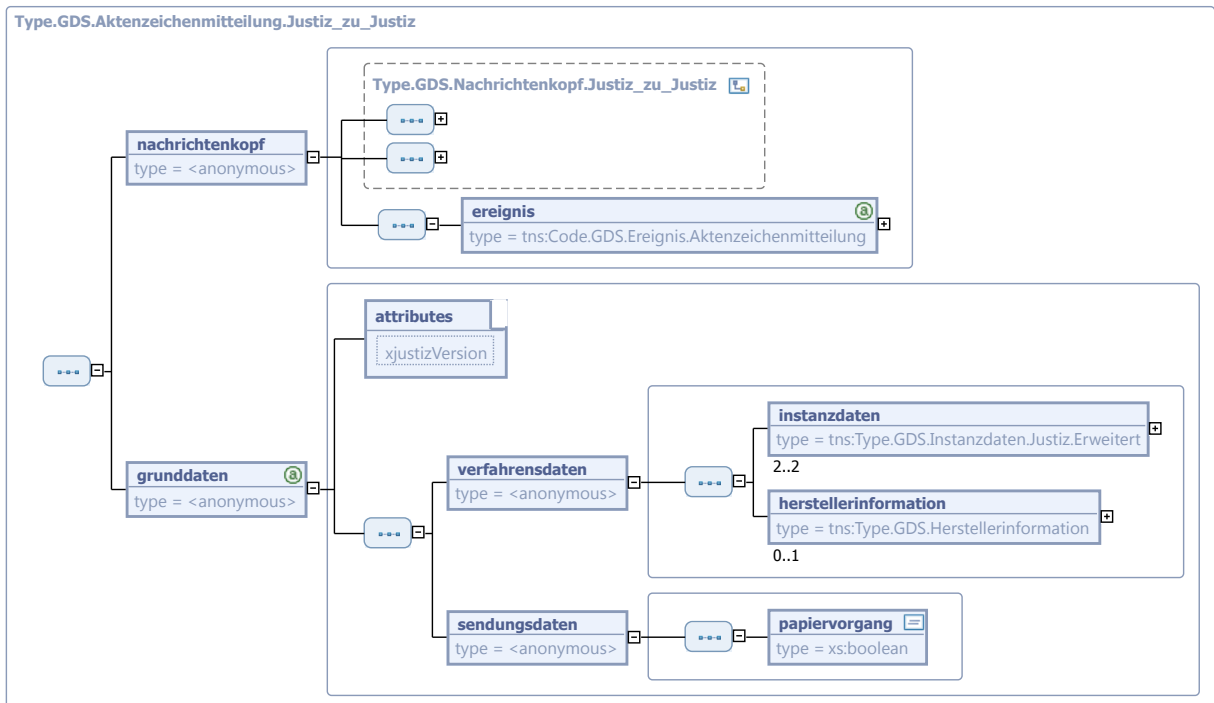 Type.GDS.Aktenzeichenmitteilung.Justiz_zu_Justiz
Type.GDS.Nachrichtenkopf.Justiz_zu_Justiz
nachrichtenkopf
type = <anonymous>
ereignis
a
type = tns:Code.GDS.Ereignis.Aktenzeichenmitteilung
attributes
xjustizVersion
grunddaten
a
type = <anonymous>
verfahrensdaten
type = <anonymous>
instanzdaten
type = tns:Type.GDS.Instanzdaten.Justiz.Erweitert
2..2
herstellerinformation
type = tns:Type.GDS.Herstellerinformation
0..1
sendungsdaten
type = <anonymous>
papiervorgang
type = xs:boolean